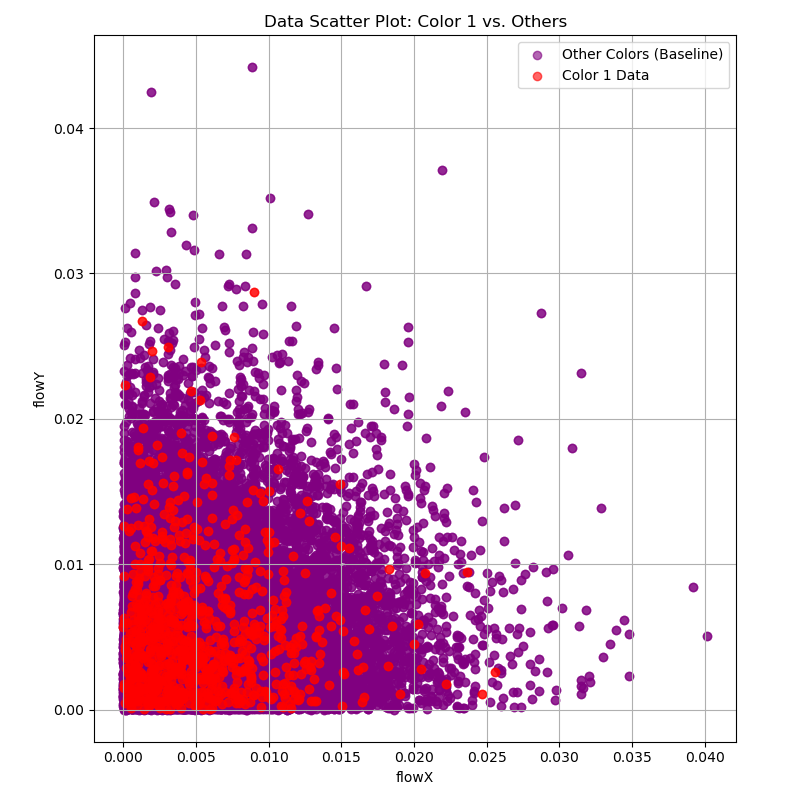 Data Scatter Plot: Color 1 vs. Others
Other Colors (Baseline)
Color 1 Data
flowY
0.04
0.03
0.02
0.01
0.00
0.000 0.005 0.010 0.015 0.020 0.025 0.030 0.035 0.040
flowX